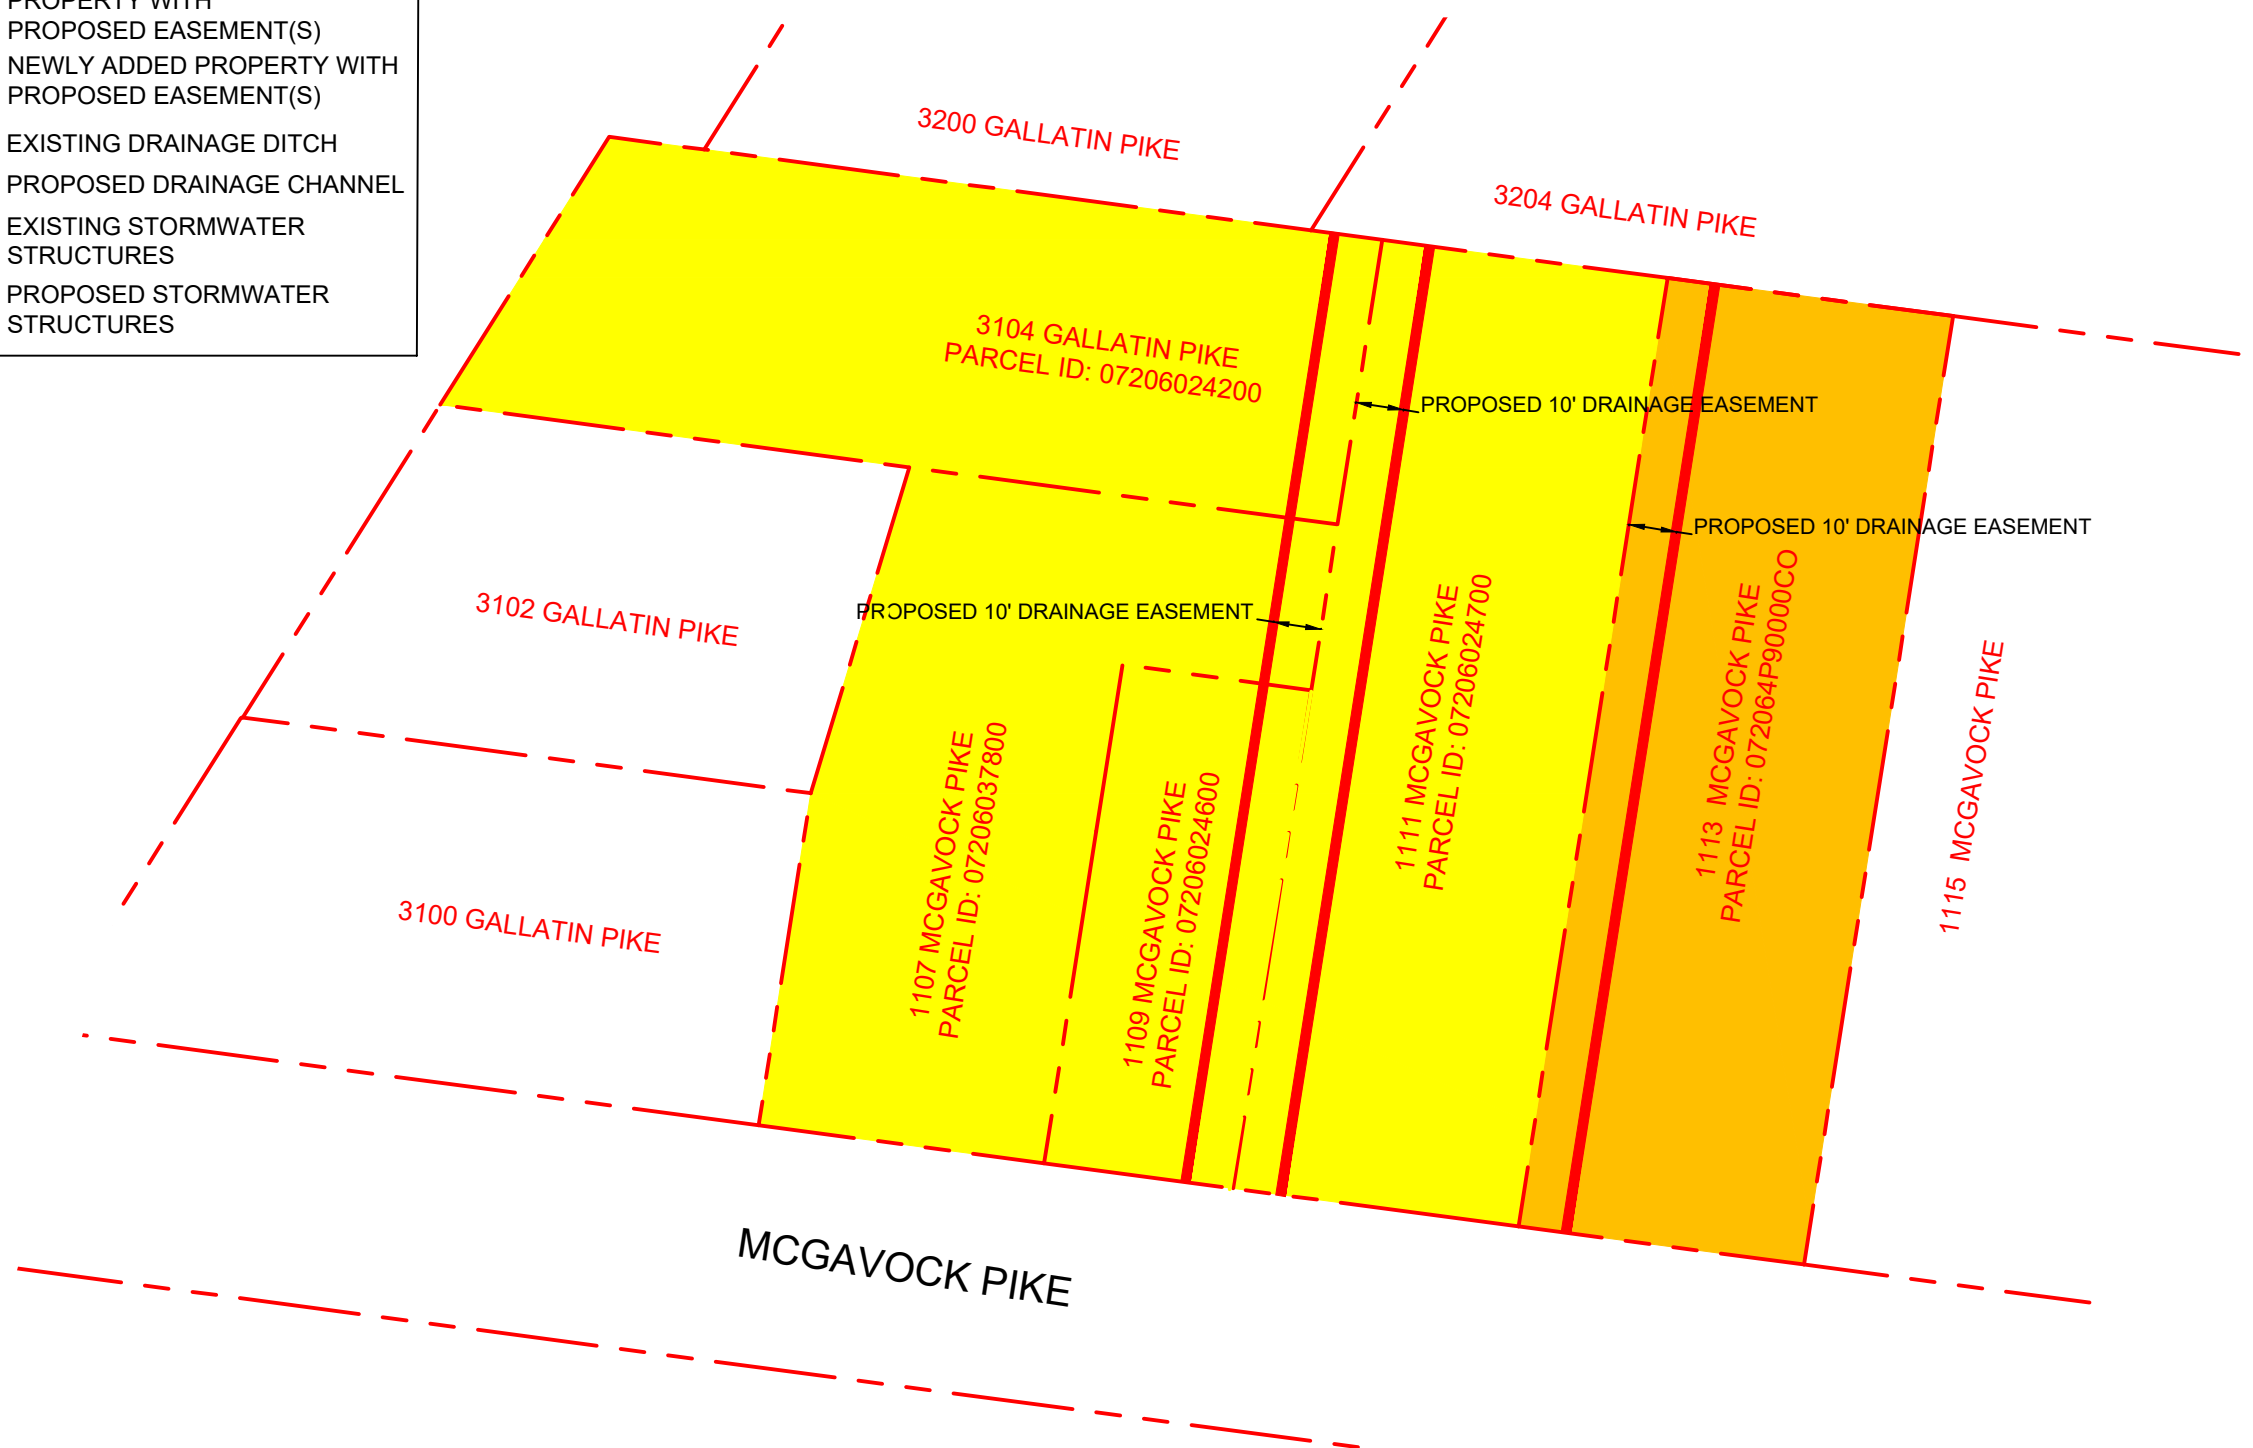 PROPERTY WITH
PROPOSED EASEMENT(S)
NEWLY ADDED PROPERTY WITH
PROPOSED EASEMENT(S)
EXISTING DRAINAGE DITCH
PROPOSED DRAINAGE CHANNEL
EXISTING STORMWATER
STRUCTURES
PROPOSED STORMWATER
STRUCTURES
3200 GALLATIN PIKE
3204 GALLATIN PIKE
3104 GALLATIN PIKE
PARCEL ID: 07206024200
PROPOSED 10' DRAINAGE EASEMENT
PROPOSED 10' DRAINAGE EASEMENT
3102 GALLATIN PIKE
PROPOSED 10' DRAINAGE EASEMENT
3100 GALLATIN PIKE
1107 MCGAVOCK PIKE
PARCEL ID: 07206037800
1109 MCGAVOCK PIKE
PARCEL ID: 07206024600
1111 MCGAVOCK PIKE
PARCEL ID: 07206024700
1113 MCGAVOCK PIKE
PARCEL ID: 072064P90000CO
1115 MCGAVOCK PIKE
MCGAVOCK PIKE